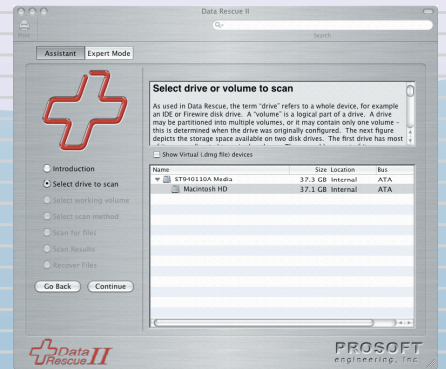 Data Rescue II
Print
Search
Assistant
Expert Mode
Select drive or volume to scan
As used in Data Rescue, the term "drive" refers to a whole device, for example
an IDE or Firewire disk drive. A "volume" is a logical part of a drive. A drive
may be partitioned into multiple volumes, or it may contain only one volume -
this is determined when the drive was originally configured. The next figure
depicts the storage space available on two disk drives. The first drive has most
Show Virtual (.dmg file) devices
Introduction
Select drive to scan
Select working volume
Select scan method
Scan for files
Scan Results
Recover Files
Go Back
Continue
Name Size Location Bus
ST940110A Media 37.3 GB Internal ATA
Macintosh HD 37.1 GB Internal ATA
Data
Rescue II
PROSOFT
engineering, inc.